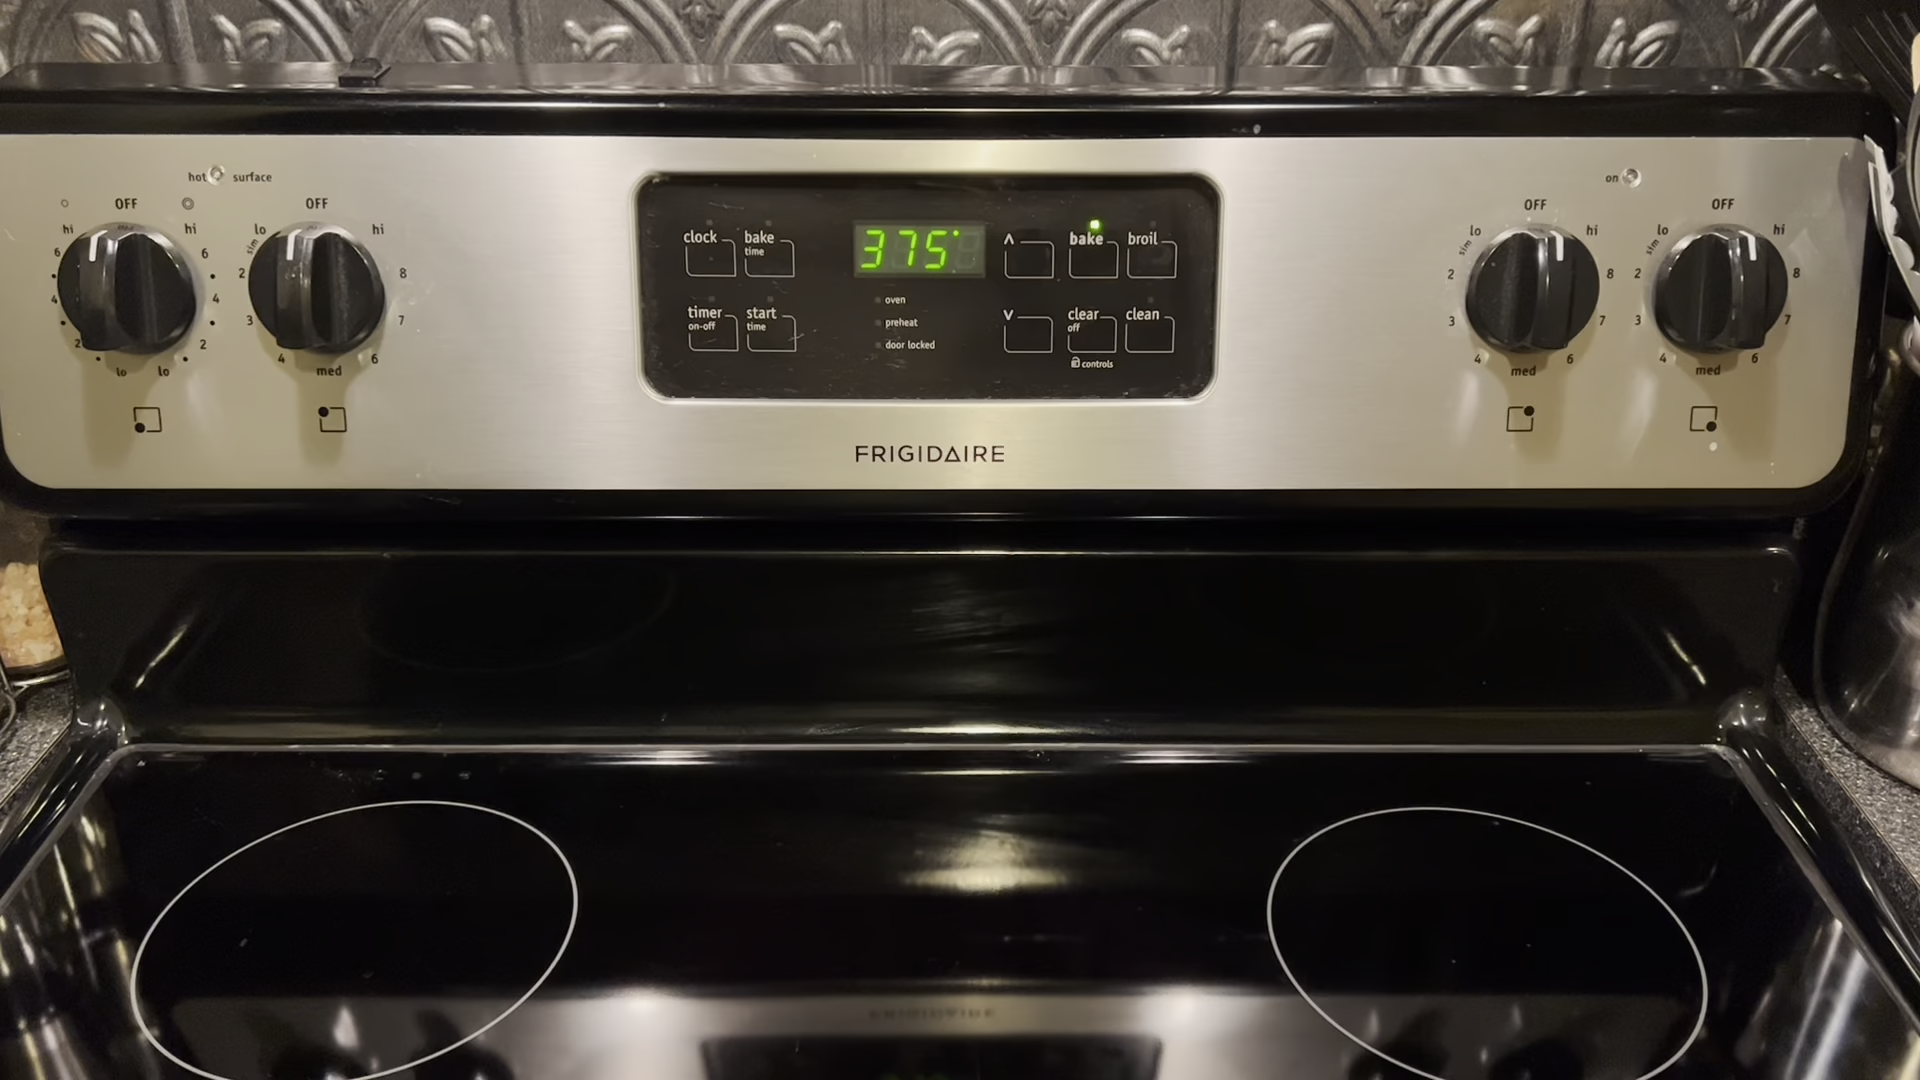 hot surface
OFF
hi
hi
6
6
4
4
2
2
lo
lo
OFF
lo
hi
sim
2
8
3
7
4
6
med
clock
bake
time
timer
on-off
start
time
375°
oven
preheat
door locked
bake
broil
clear
off
clean
controls
FRIGIDAIRE
on
OFF
lo
hi
sim
2
8
3
7
4
6
med
OFF
lo
hi
sim
2
8
3
7
4
6
med